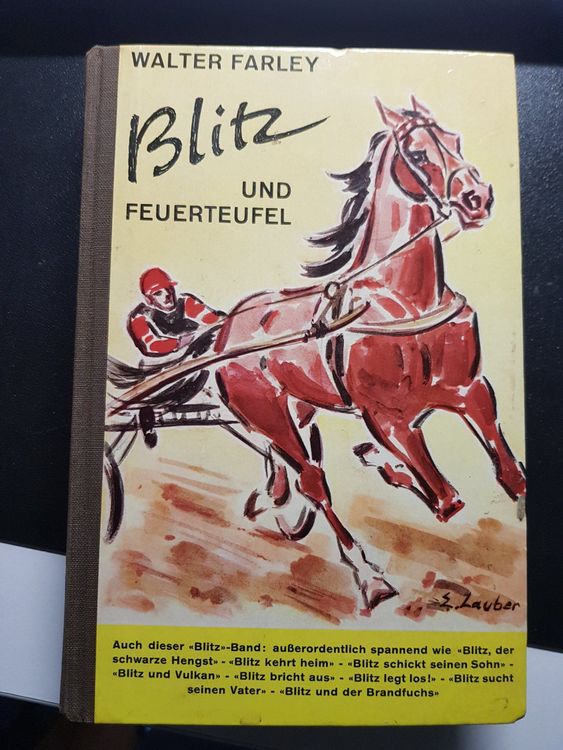 WALTER FARLEY
Blitz
UND
FEUERTEUFEL
E. Lauber
Auch dieser «Blitz»-Band: außerordentlich spannend wie «Blitz, der
schwarze Hengst» - «Blitz kehrt heim» - «Blitz schickt seinen Sohn» -
«Blitz und Vulkan» - «Blitz bricht aus» - «Blitz legt los!» - «Blitz sucht
seinen Vater» - «Blitz und der Brandfuchs»